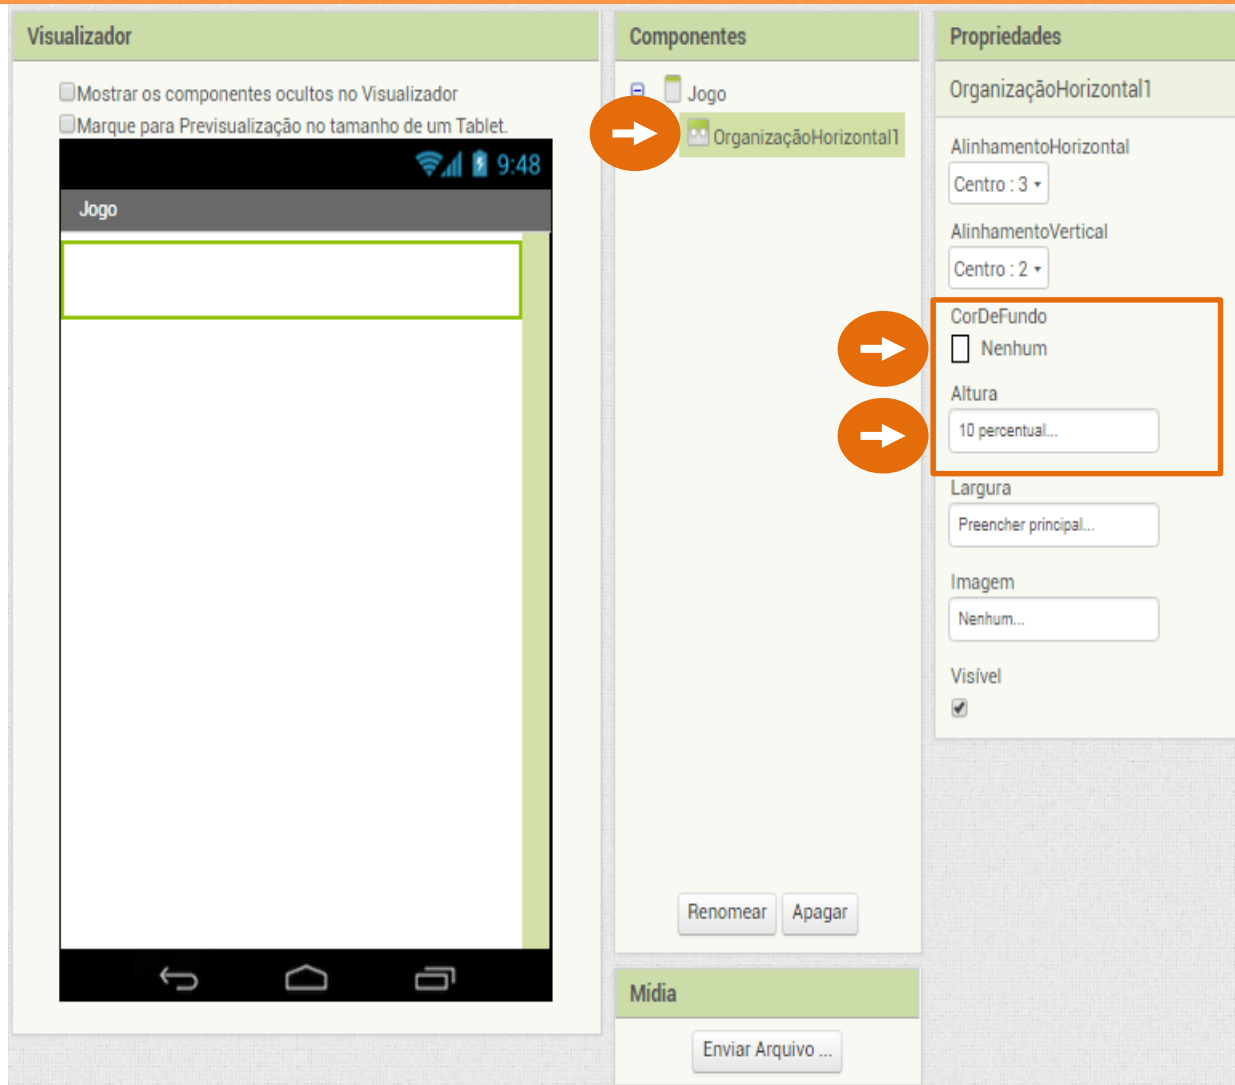 Visualizador
Mostrar os componentes ocultos no Visualizador
Marque para Previsualização no tamanho de um Tablet.
9:48
Jogo
Componentes
Jogo
OrganizaçãoHorizontal1
Renomear
Apagar
Mídia
Enviar Arquivo ...
Propriedades
OrganizaçãoHorizontal1
AlinhamentoHorizontal
Centro : 3
AlinhamentoVertical
Centro : 2
CorDeFundo
Nenhum
Altura
10 percentual...
Largura
Preencher principal...
Imagem
Nenhum...
Visível